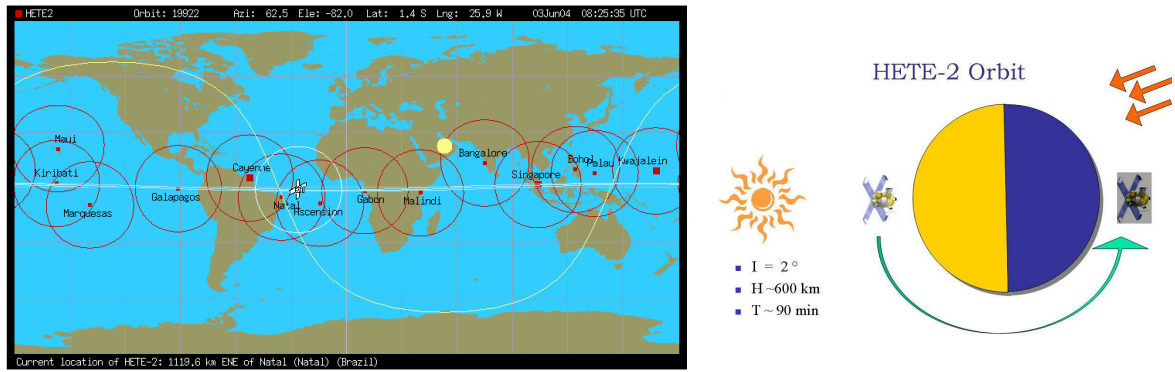 HETE2 Orbit: 19922 Azi: 62.5 Ele: -82.0 Lat: 1.4 S Lng: 25.9 W 03Jun04 08:25:35 UTC
Maui
Kiribati
Marquesas
Galapagos
Cayenne
Natal
Ascension
Gabon
Malindi
Bangalore
Singapore
Bohol
Palau
Kwajalein
Current location of HETE-2: 1119.6 km ENE of Natal (Natal) (Brazil)
HETE-2 Orbit
I = 2 °
H ~600 km
T ~ 90 min